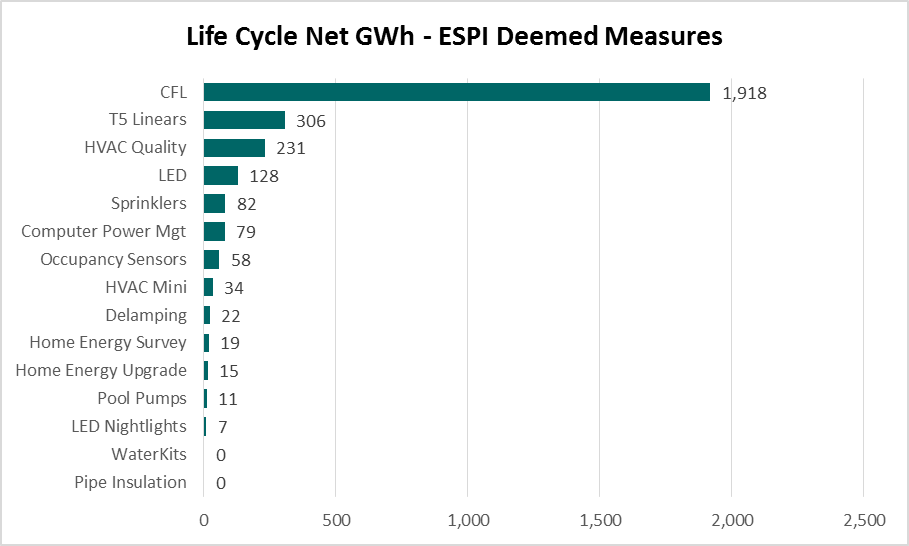 Life Cycle Net GWh - ESPI Deemed Measures
CFL 1,918
T5 Linears 306
HVAC Quality 231
LED 128
Sprinklers 82
Computer Power Mgt 79
Occupancy Sensors 58
HVAC Mini 34
Delamping 22
Home Energy Survey 19
Home Energy Upgrade 15
Pool Pumps 11
LED Nightlights 7
WaterKits 0
Pipe Insulation 0
0 500 1,000 1,500 2,000 2,500